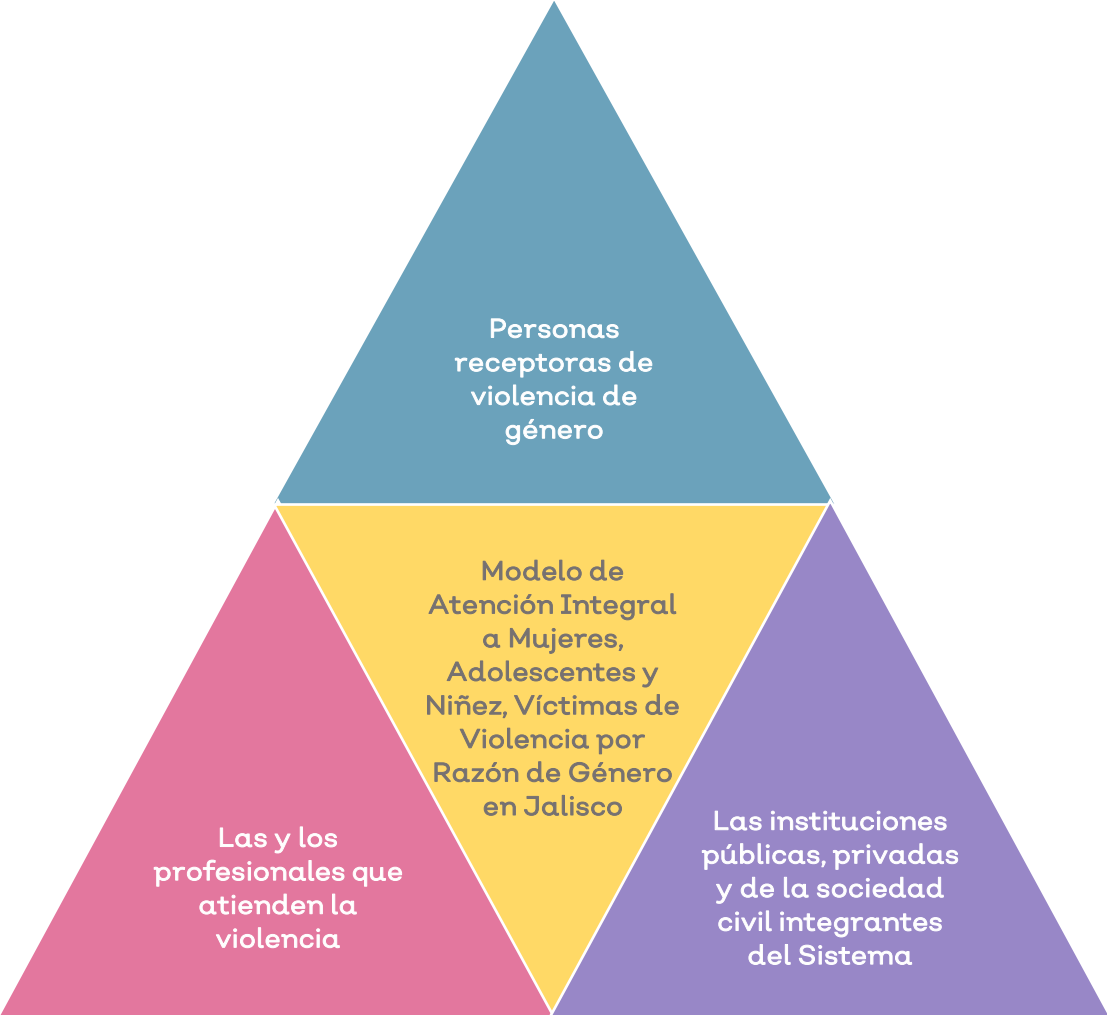 Personas
receptoras de
violencia de
género
Modelo de
Atención Integral
a Mujeres,
Adolescentes y
Niñez, Víctimas de
Violencia por
Razón de Género
en Jalisco
Las y los
profesionales que
atienden la
violencia
Las instituciones
públicas, privadas
y de la sociedad
civil integrantes
del Sistema